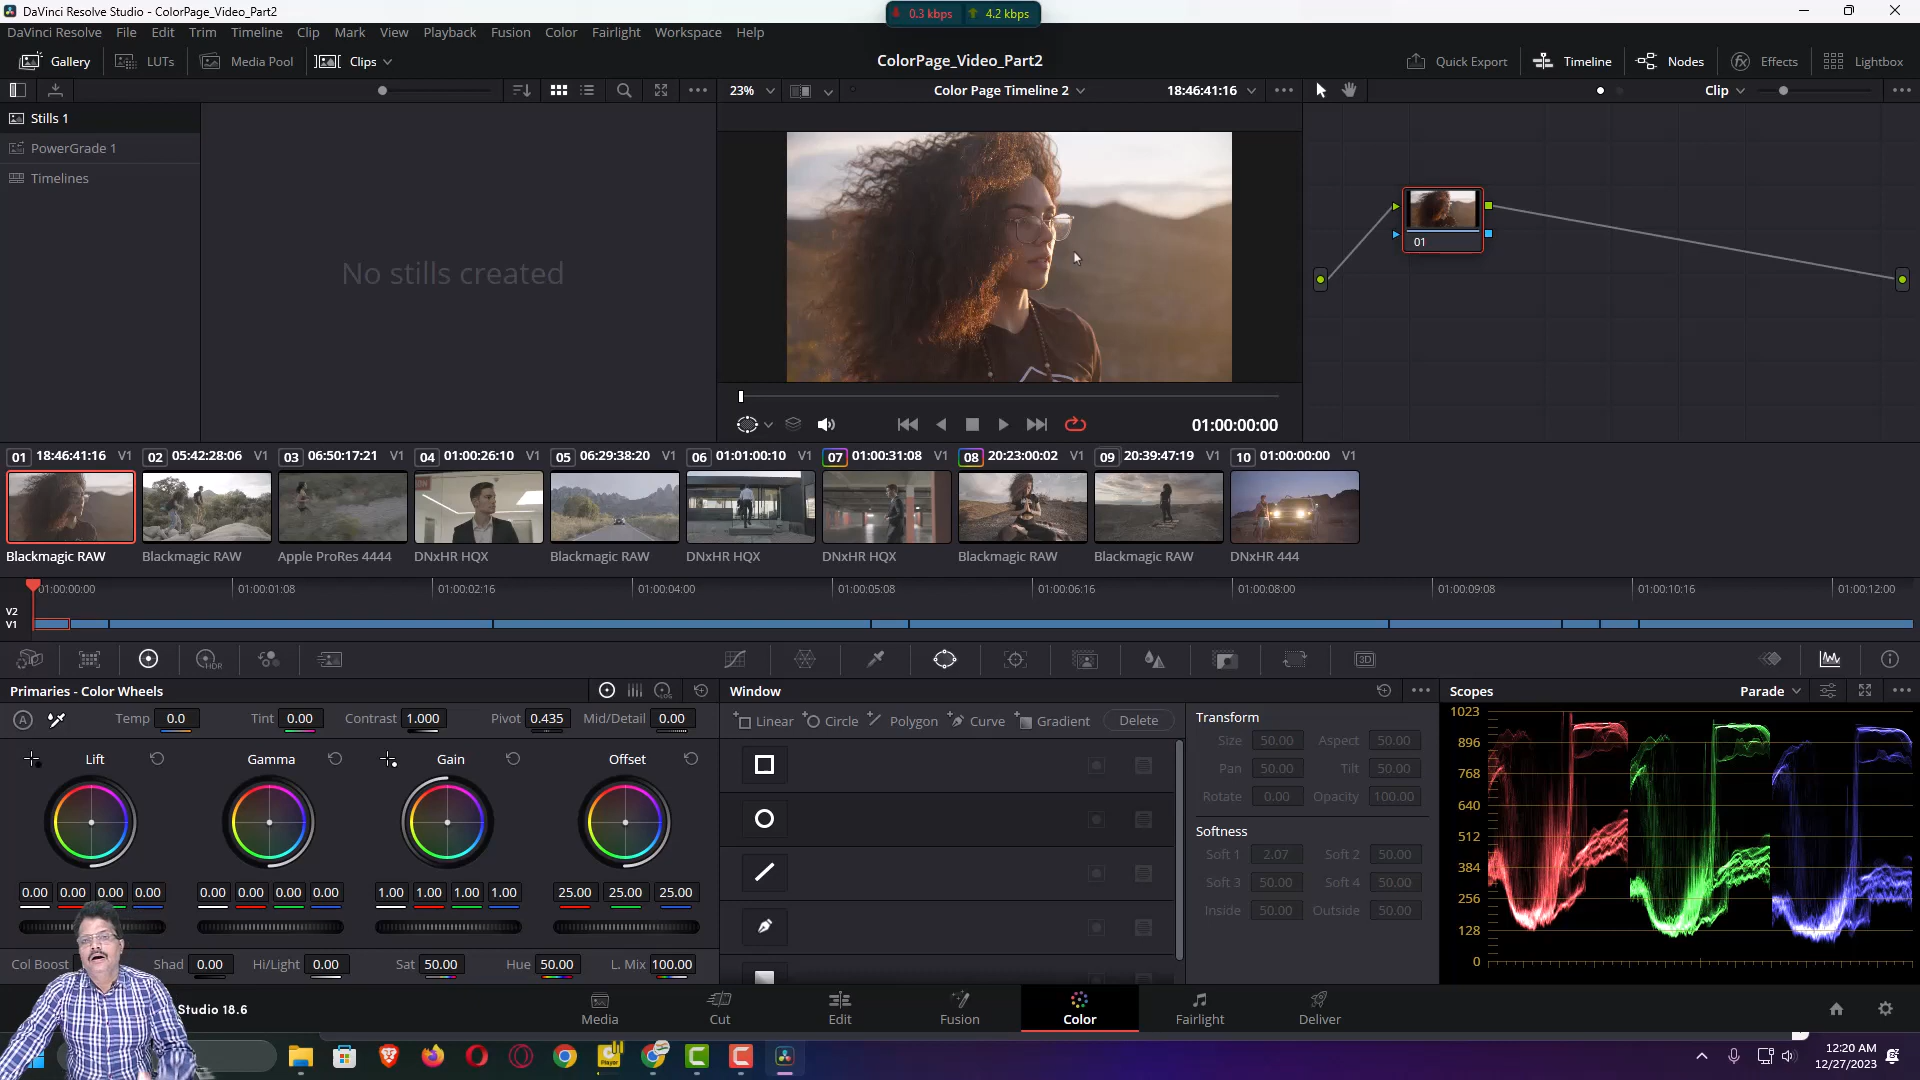 DaVinci Resolve Studio - ColorPage_Video_Part2
0.3 kbps 4.2 kbps
DaVinci Resolve File Edit Trim Timeline Clip Mark View Playback Fusion Color Fairlight Workspace Help
Gallery LUTs Media Pool Clips ColorPage_Video_Part2 Quick Export Timeline Nodes Effects Lightbox
23% Color Page Timeline 2 18:46:41:16 Clip
Stills 1
PowerGrade 1
Timelines
No stills created
01
01:00:00:00
01 18:46:41:16 V1 02 05:42:28:06 V1 03 06:50:17:21 V1 04 01:00:26:10 V1 05 06:29:38:20 V1 06 01:01:00:10 V1 07 01:00:31:08 V1 08 20:23:00:02 V1 09 20:39:47:19 V1 10 01:00:00:00 V1
Blackmagic RAW Blackmagic RAW Apple ProRes 4444 DNxHR HQX Blackmagic RAW DNxHR HQX DNxHR HQX Blackmagic RAW Blackmagic RAW DNxHR 444
01:00:00:00 01:00:01:08 01:00:02:16 01:00:04:00 01:00:05:08 01:00:06:16 01:00:08:00 01:00:09:08 01:00:10:16 01:00:12:00
V2
V1
HDR 3D
Primaries - Color Wheels LOG Window Scopes Parade
A Temp 0.0 Tint 0.00 Contrast 1.000 Pivot 0.435 Mid/Detail 0.00
Linear Circle Polygon Curve Gradient Delete
Transform
Size 50.00 Aspect 50.00
Pan 50.00 Tilt 50.00
Rotate 0.00 Opacity 100.00
Softness
Soft 1 2.07 Soft 2 50.00
Soft 3 50.00 Soft 4 50.00
Inside 50.00 Outside 50.00
1023
896
768
640
512
384
256
128
0
Lift Gamma Gain Offset
0.00 0.00 0.00 0.00 0.00 0.00 0.00 0.00 1.00 1.00 1.00 1.00 25.00 25.00 25.00
Col Boost Shad 0.00 Hi/Light 0.00 Sat 50.00 Hue 50.00 L. Mix 100.00
Studio 18.6
Media Cut Edit Fusion Color Fairlight Deliver
12:20 AM
12/27/2023